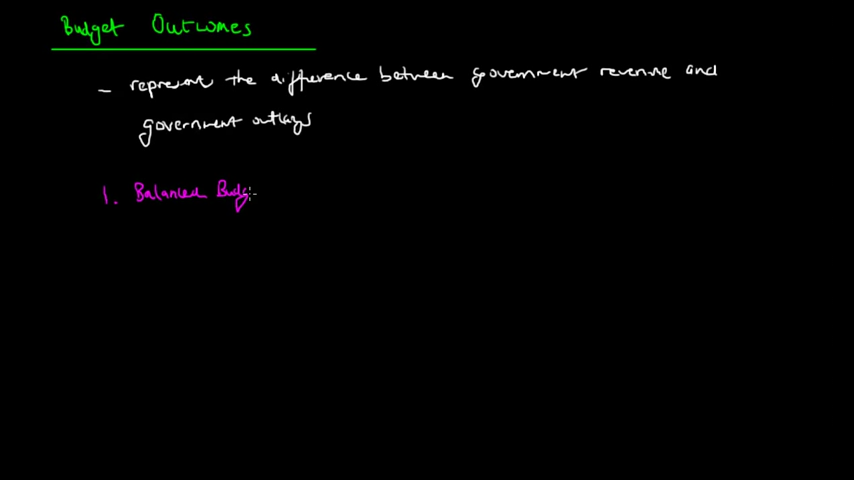 Budget Outcomes
- represent the difference between government revenue and
government outlays
1. Balanced Budg